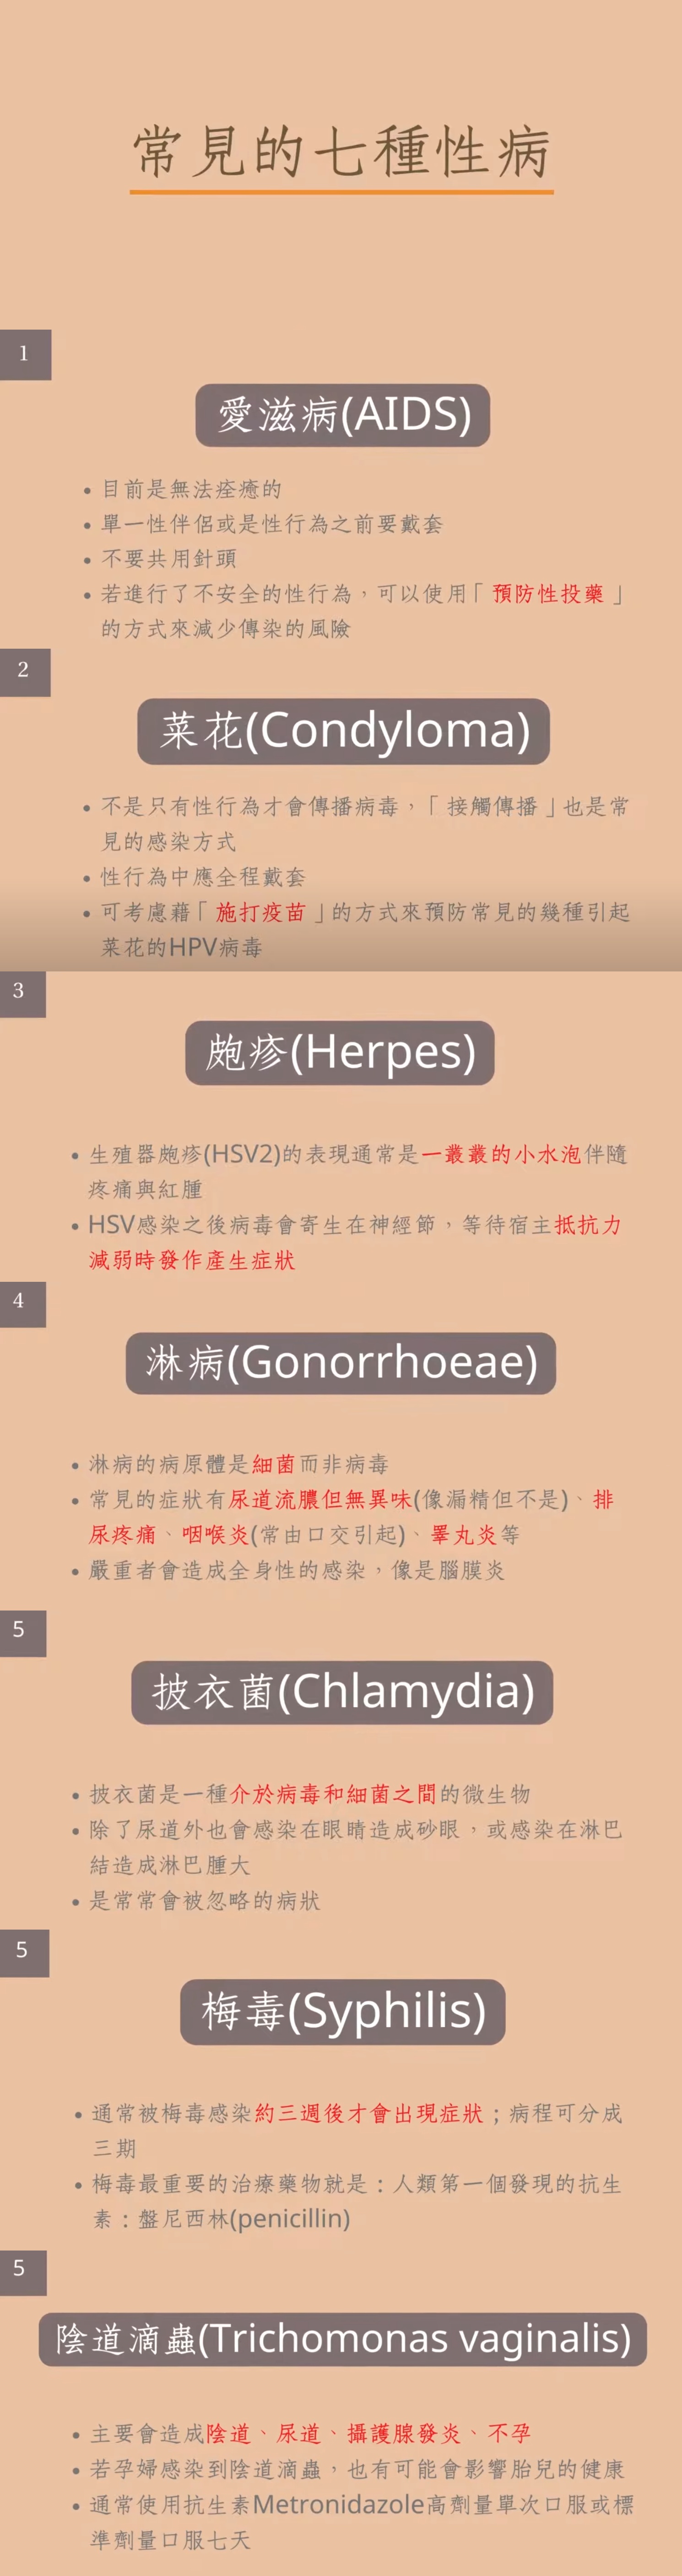 常見的七種性病
1
愛滋病(AIDS)
•目前是無法痊癒的
•單一性伴侶或是性行為之前要戴套
•不要共用針頭
•若進行了不安全的性行為，可以使用「預防性投藥」
的方式來減少傳染的風險
2
菜花(Condyloma)
•不是只有性行為才會傳播病毒，「接觸傳播」也是常
見的感染方式
•性行為中應全程戴套
•可考慮藉「施打疫苗」的方式來預防常見的幾種引起
菜花的HPV病毒
3
皰疹(Herpes)
•生殖器皰疹(HSV2)的表現通常是一叢叢的小水泡伴隨
疼痛與紅腫
•HSV感染之後病毒會寄生在神經節，等待宿主抵抗力
減弱時發作產生症狀
4
淋病(Gonorrhoeae)
•淋病的病原體是細菌而非病毒
•常見的症狀有尿道流膿但無異味(像漏精但不是)、排
尿疼痛、咽喉炎(常由口交引起)、睪丸炎等
•嚴重者會造成全身性的感染，像是腦膜炎
5
披衣菌(Chlamydia)
•披衣菌是一種介於病毒和細菌之間的微生物
•除了尿道外也會感染在眼睛造成砂眼，或感染在淋巴
結造成淋巴腫大
•是常常會被忽略的病狀
5
梅毒(Syphilis)
•通常被梅毒感染約三週後才會出現症狀；病程可分成
三期
•梅毒最重要的治療藥物就是：人類第一個發現的抗生
素：盤尼西林(penicillin)
5
陰道滴蟲(Trichomonas vaginalis)
•主要會造成陰道、尿道、攝護腺發炎、不孕
•若孕婦感染到陰道滴蟲，也有可能會影響胎兒的健康
•通常使用抗生素Metronidazole高劑量單次口服或標
準劑量口服七天